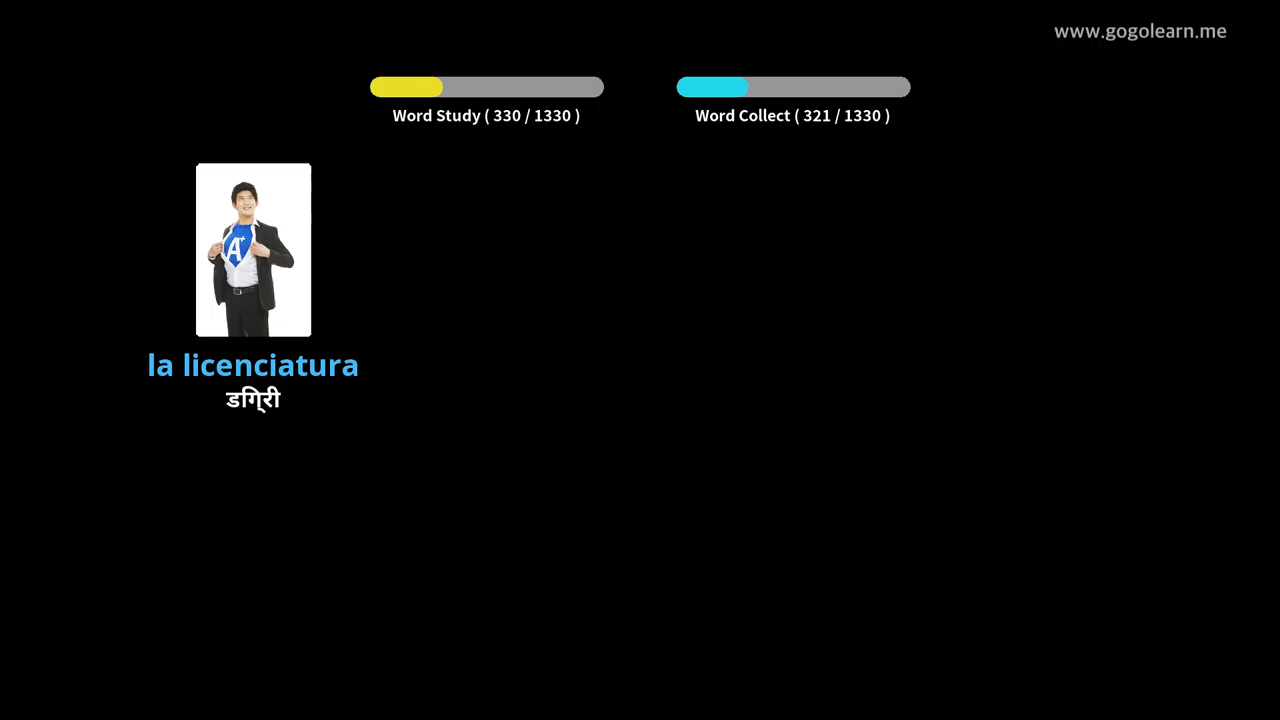 www.gogolearn.me
Word Study ( 330 / 1330 )
Word Collect ( 321 / 1330 )
A+
la licenciatura
डिग्री